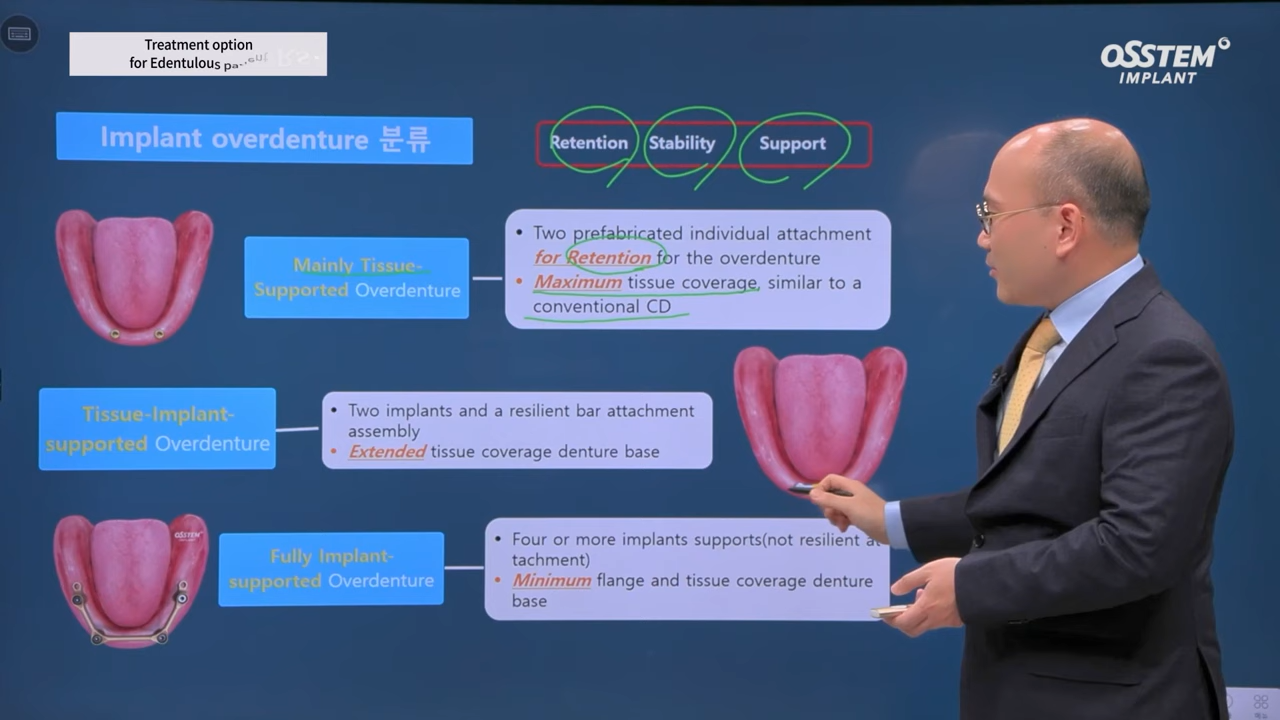 Treatment option
for Edentulous
OSSTEM
IMPLANT
Implant overdenture 분류
Retention Stability Support
Mainly Tissue-
Supported Overdenture
• Two prefabricated individual attachment
for Retention for the overdenture
• Maximum tissue coverage, similar to a
conventional CD
Tissue-Implant-
supported Overdenture
• Two implants and a resilient bar attachment
assembly
• Extended tissue coverage denture base
OSSTEM
Fully Implant-
supported Overdenture
• Four or more implants supports(not resilient at
tachment)
• Minimum flange and tissue coverage denture
base